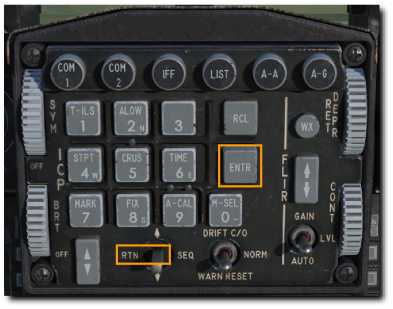 COM 1 COM 2 IFF LIST A-A A-G
SYM
T-ILS 1 ALOW 2 N 3 RCL
RET DEPR
WX
OFF
ICP
STPT 4 W CRUS 5 TIME 6 E ENTR
FLIR
BRT
MARK 7 FIX 8 S A-CAL 9 M-SEL 0 -
CONT
GAIN
DRIFT C/O
OFF RTN SEQ NORM LVL
AUTO
WARN RESET